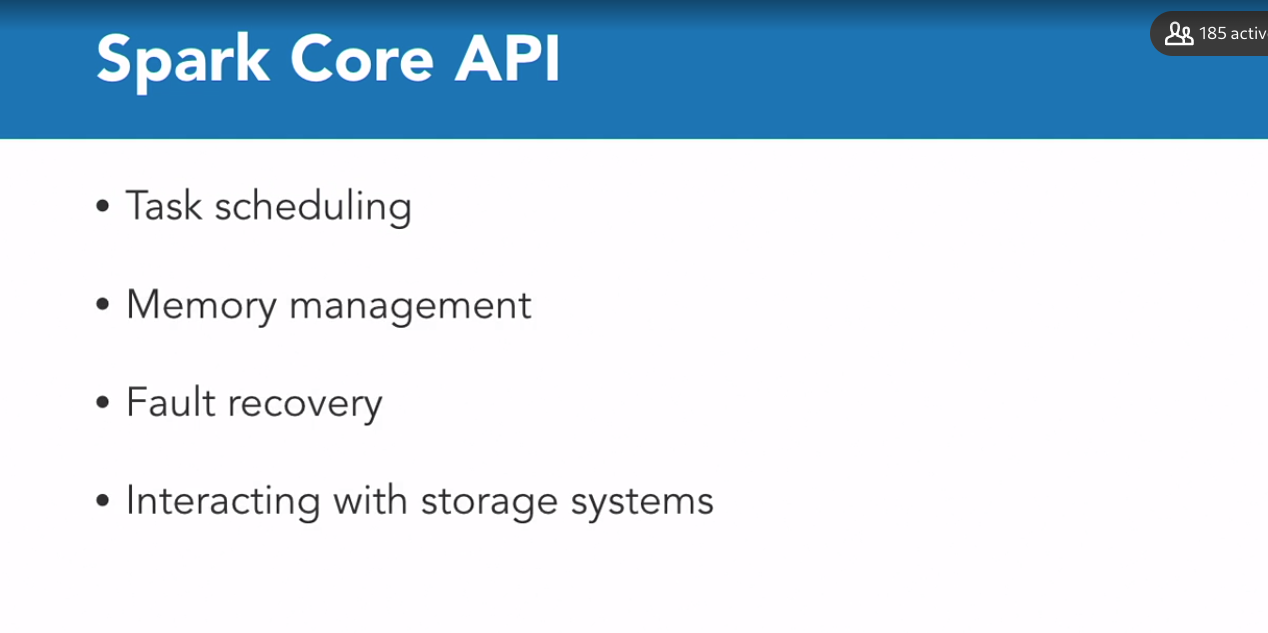 Spark Core API
185
• Task scheduling
• Memory management
• Fault recovery
• Interacting with storage systems